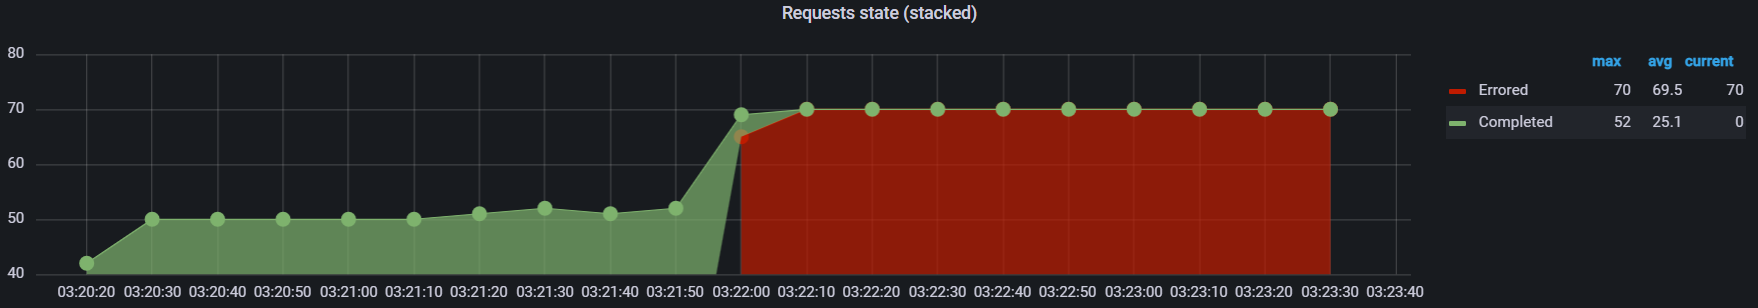 Requests state (stacked)
80
70
60
50
40
03:20:20 03:20:30 03:20:40 03:20:50 03:21:00 03:21:10 03:21:20 03:21:30 03:21:40 03:21:50 03:22:00 03:22:10 03:22:20 03:22:30 03:22:40 03:22:50 03:23:00 03:23:10 03:23:20 03:23:30 03:23:40
max avg current
Errored 70 69.5 70
Completed 52 25.1 0